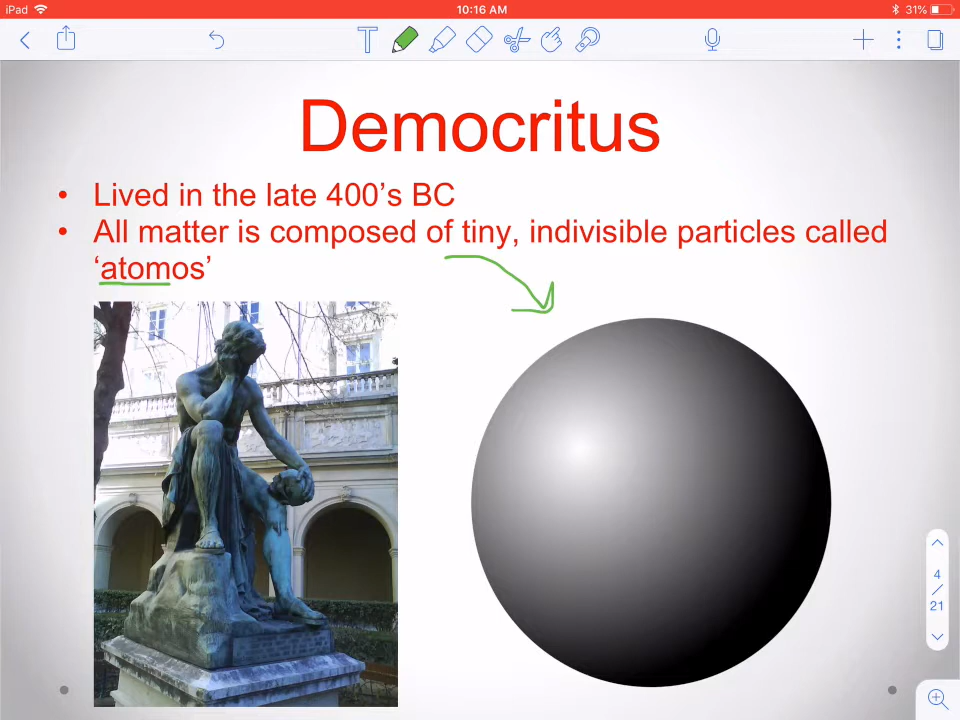 iPad 10:16 AM 31%
T
Democritus
• Lived in the late 400’s BC
• All matter is composed of tiny, indivisible particles called
‘atomos’
4
/
21